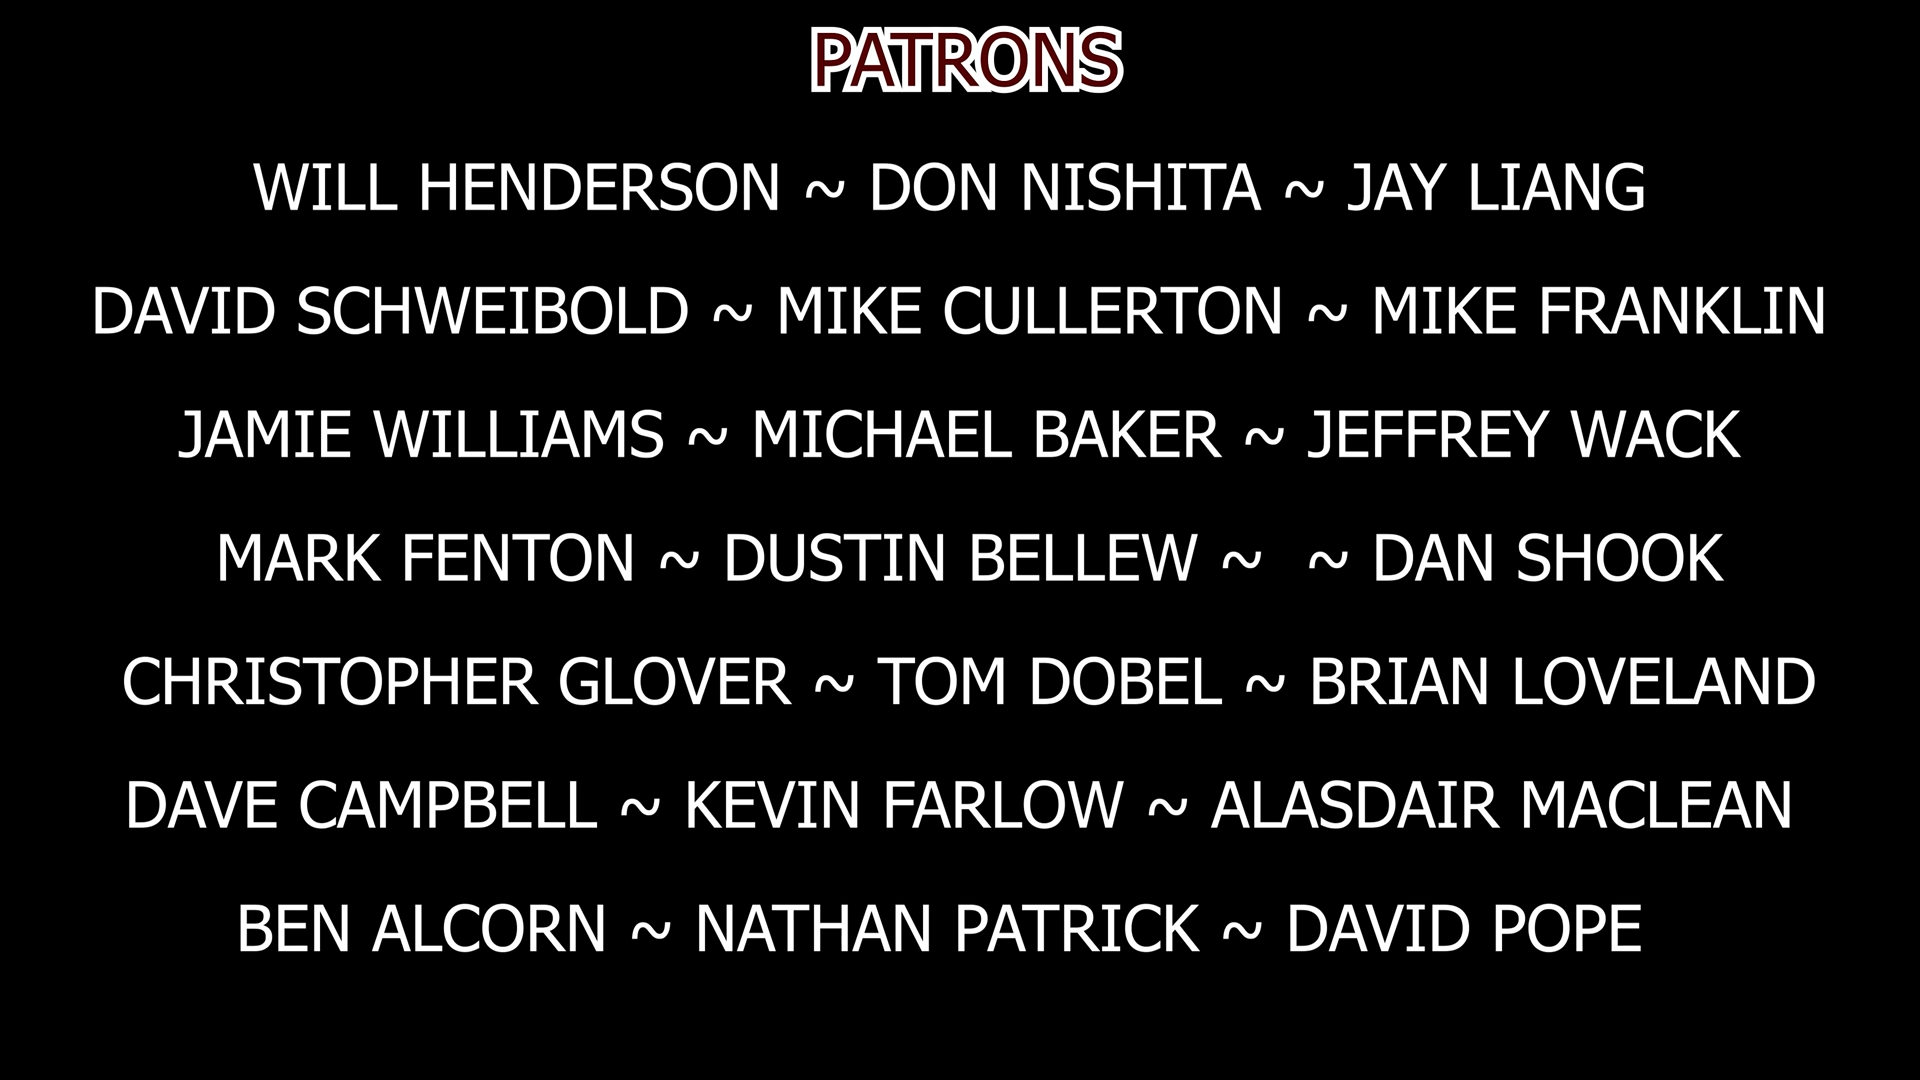 PATRONS
WILL HENDERSON ~ DON NISHITA ~ JAY LIANG
DAVID SCHWEIBOLD ~ MIKE CULLERTON ~ MIKE FRANKLIN
JAMIE WILLIAMS ~ MICHAEL BAKER ~ JEFFREY WACK
MARK FENTON ~ DUSTIN BELLEW ~  ~ DAN SHOOK
CHRISTOPHER GLOVER ~ TOM DOBEL ~ BRIAN LOVELAND
DAVE CAMPBELL ~ KEVIN FARLOW ~ ALASDAIR MACLEAN
BEN ALCORN ~ NATHAN PATRICK ~ DAVID POPE